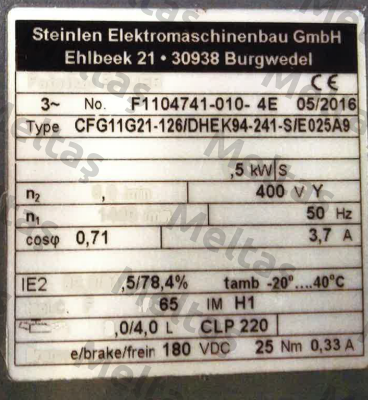 Steinlen Elektromaschinenbau GmbH
Ehlbeek 21 • 30938 Burgwedel
CE
3~ No. F1104741-010- 4E 05/2016
Type CFG11G21-126/DHEK94-241-S/E025A9
,5 kW S
n2 , 400 V Y
n1 50 Hz
cosφ 0,71 3,7 A
IE2 ,5/78,4% tamb -20°....40°C
65 IM H1
,0/4,0 L CLP 220
e/brake/frein 180 VDC 25 Nm 0,33 A
Meltaş